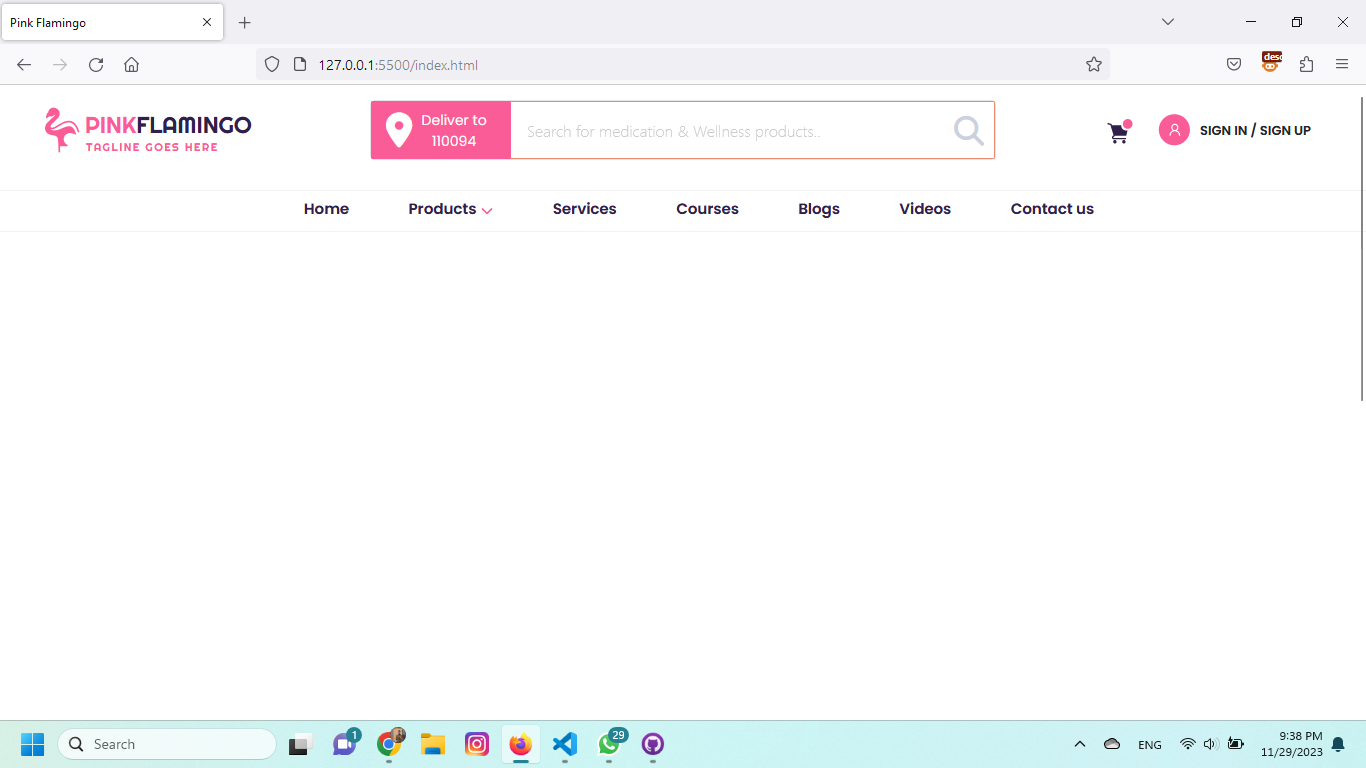 Pink Flamingo
127.0.0.1:5500/index.html
desc
PINKFLAMINGO
TAGLINE GOES HERE
Deliver to
110094
Search for medication & Wellness products..
SIGN IN / SIGN UP
Home Products Services Courses Blogs Videos Contact us
Search
1
29
ENG
9:38 PM
11/29/2023